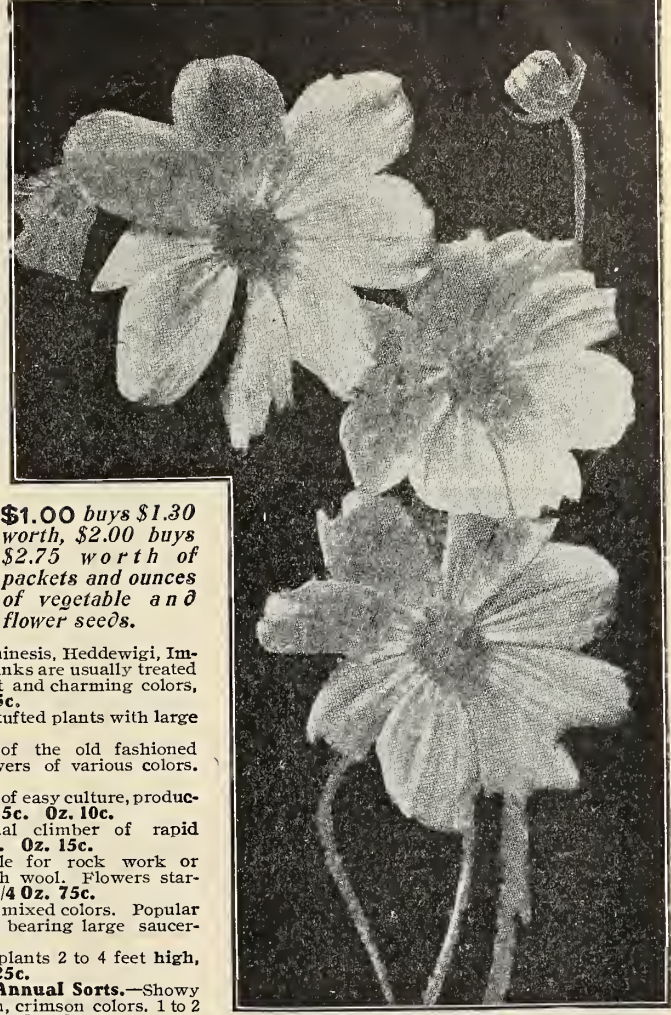 $1.00 buys $1.30
worth, $2.00 buys
$2.75 worth of
packets and ounces
of vegetable and
flower seeds.
inesis, Heddewigi, Im-
nks are usually treated
and charming colors,
5c.
tufted plants with large
of the old fashioned
ers of various colors.
of easy culture, produc-
5c. Oz. 10c.
al climber of rapid
Oz. 15c.
le for rock work or
h wool. Flowers star-
/4 Oz. 75c.
mixed colors. Popular
bearing large saucer-
plants 2 to 4 feet high,
25c.
Annual Sorts.—Showy
, crimson colors. 1 to 2